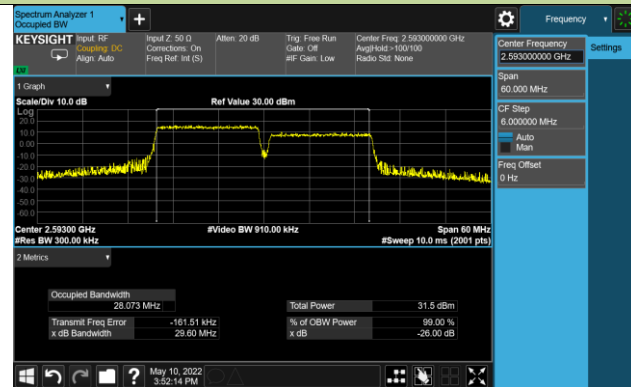 Spectrum Analyzer 1
Occupied BW
Frequency
KEYSIGHT
Input: RF
Coupling: DC
Align: Auto
Input Z: 50 Ω
Corrections: On
Freq Ref: Int (S)
Atten: 20 dB
Trig: Free Run
Gate: Off
#IF Gain: Low
Center Freq: 2.593000000 GHz
Avg|Hold:>100/100
Radio Std: None
LXI
Center Frequency
2.593000000 GHz
Settings
Span
60.000 MHz
CF Step
6.000000 MHz
Auto
Man
Freq Offset
0 Hz
1 Graph
Scale/Div 10.0 dB
Ref Value 30.00 dBm
Log
20.0
10.0
0.00
-10.0
-20.0
-30.0
-40.0
-50.0
-60.0
Center 2.59300 GHz
#Video BW 910.00 kHz
Span 60 MHz
#Res BW 300.00 kHz
#Sweep 10.0 ms (2001 pts)
2 Metrics
Occupied Bandwidth
28.073 MHz
Total Power 31.5 dBm
Transmit Freq Error -161.51 kHz
% of OBW Power 99.00 %
x dB Bandwidth 29.60 MHz
x dB -26.00 dB
?
May 10, 2022
3:52:14 PM